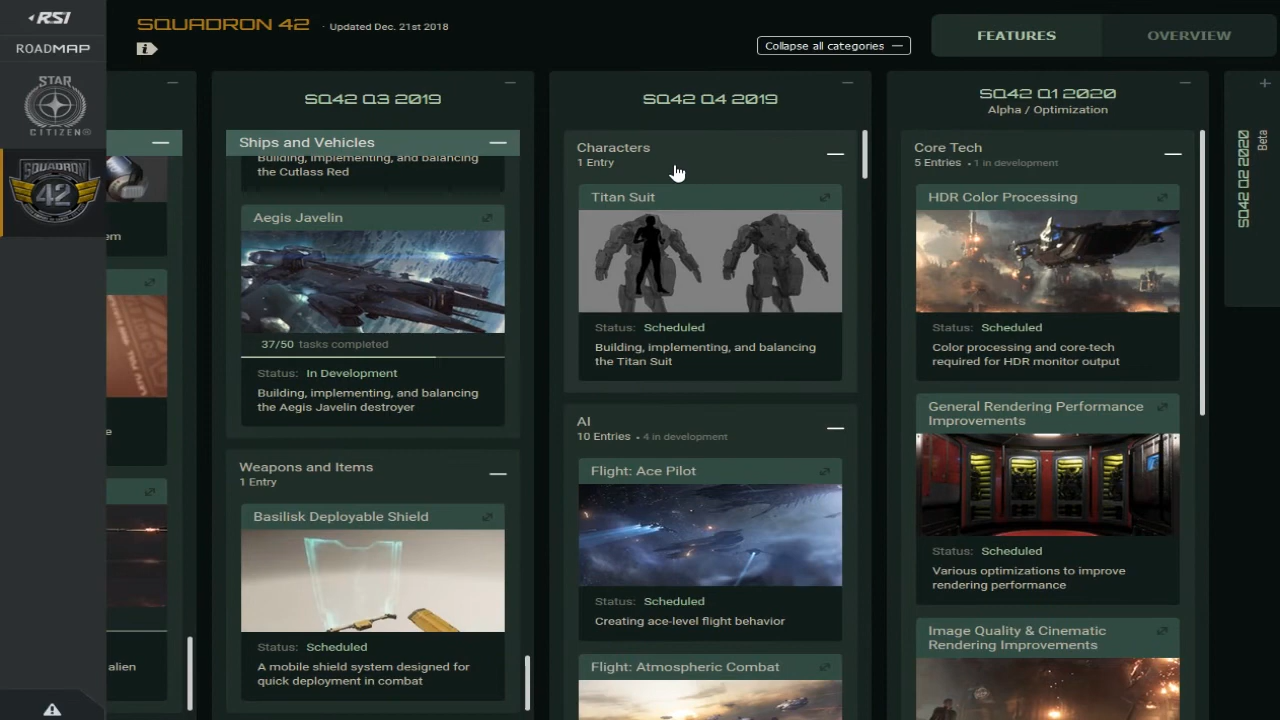 RSI
ROADMAP
STAR
CITIZEN®
SQUADRON
42
SQUADRON 42 · Updated Dec. 21st 2018
Collapse all categories
FEATURES
OVERVIEW
em
e
alien
SQ42 Q3 2019
Ships and Vehicles
Building, implementing, and balancing
the Cutlass Red
Aegis Javelin
37/50 tasks completed
Status: In Development
Building, implementing, and balancing
the Aegis Javelin destroyer
Weapons and Items
1 Entry
Basilisk Deployable Shield
Status: Scheduled
A mobile shield system designed for
quick deployment in combat
SQ42 Q4 2019
Characters
1 Entry
Titan Suit
Status: Scheduled
Building, implementing, and balancing
the Titan Suit
AI
10 Entries • 4 in development
Flight: Ace Pilot
Status: Scheduled
Creating ace-level flight behavior
Flight: Atmospheric Combat
SQ42 Q1 2020
Alpha / Optimization
Core Tech
5 Entries • 1 in development
HDR Color Processing
Status: Scheduled
Color processing and core-tech
required for HDR monitor output
General Rendering Performance
Improvements
Status: Scheduled
Various optimizations to improve
rendering performance
Image Quality & Cinematic
Rendering Improvements
SQ42 Q2 2020
Beta